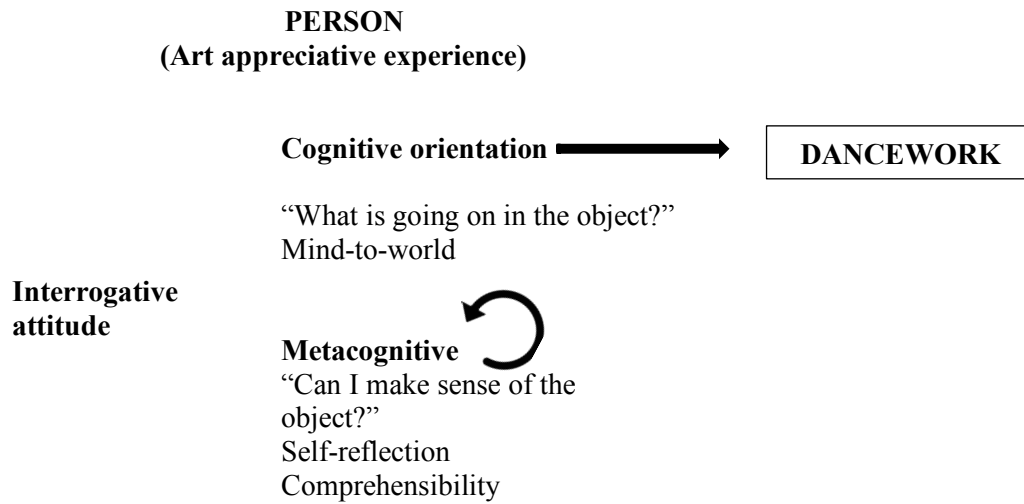 PERSON
(Art appreciative experience)
Cognitive orientation
DANCEWORK
“What is going on in the object?”
Mind-to-world
Interrogative
attitude
Metacognitive
“Can I make sense of the
object?”
Self-reflection
Comprehensibility